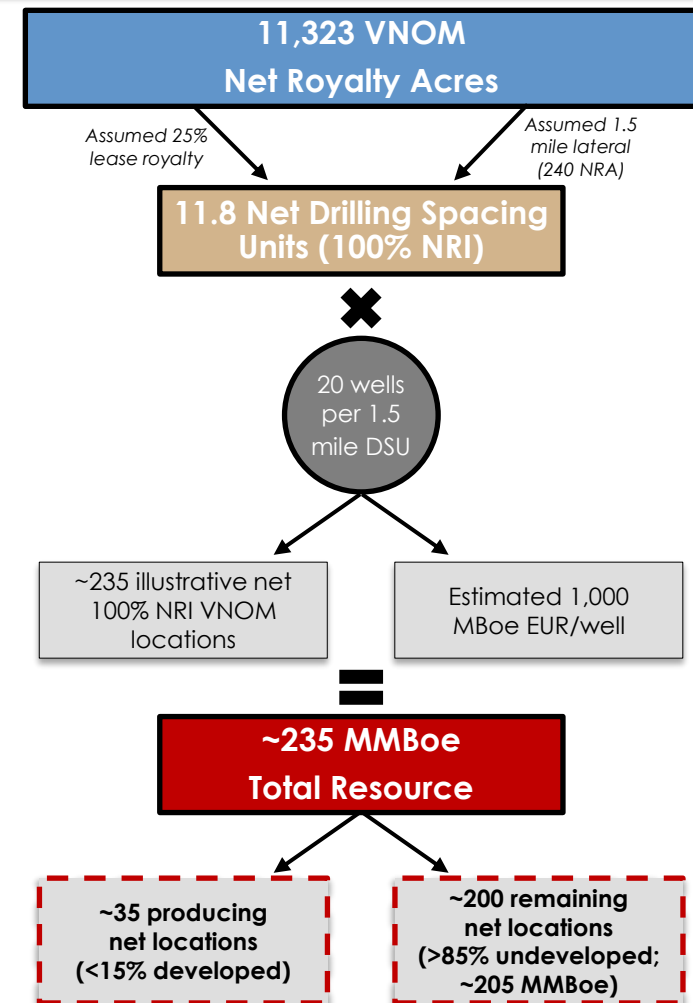 11,323 VNOM
Net Royalty Acres
Assumed 25%
lease royalty
Assumed 1.5
mile lateral
(240 NRA)
11.8 Net Drilling Spacing
Units (100% NRI)
20 wells
per 1.5
mile DSU
~235 illustrative net
100% NRI VNOM
locations
Estimated 1,000
MBoe EUR/well
~235 MMBoe
Total Resource
~35 producing
net locations
(<15% developed)
~200 remaining
net locations
(>85% undeveloped;
~205 MMBoe)